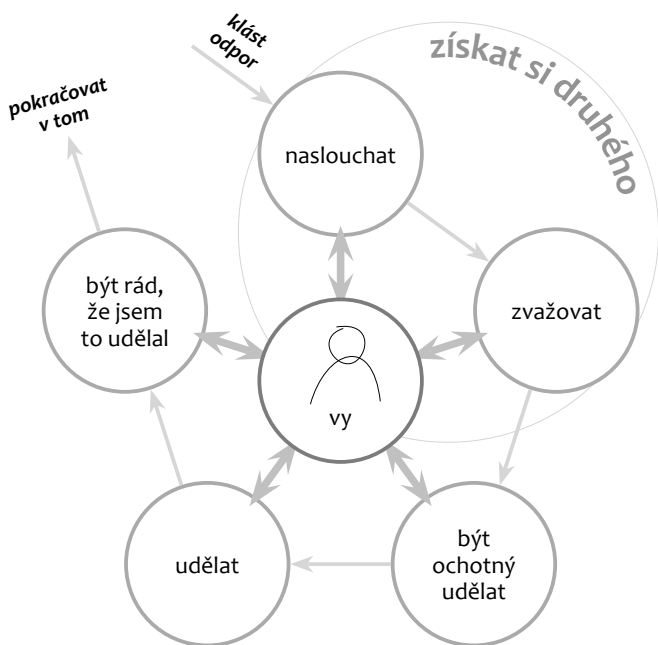 klást
odpor
získat si druhého
pokračovat
v tom
naslouchat
být rád,
že jsem
to udělal
zvažovat
vy
udělat
být
ochotný
udělat